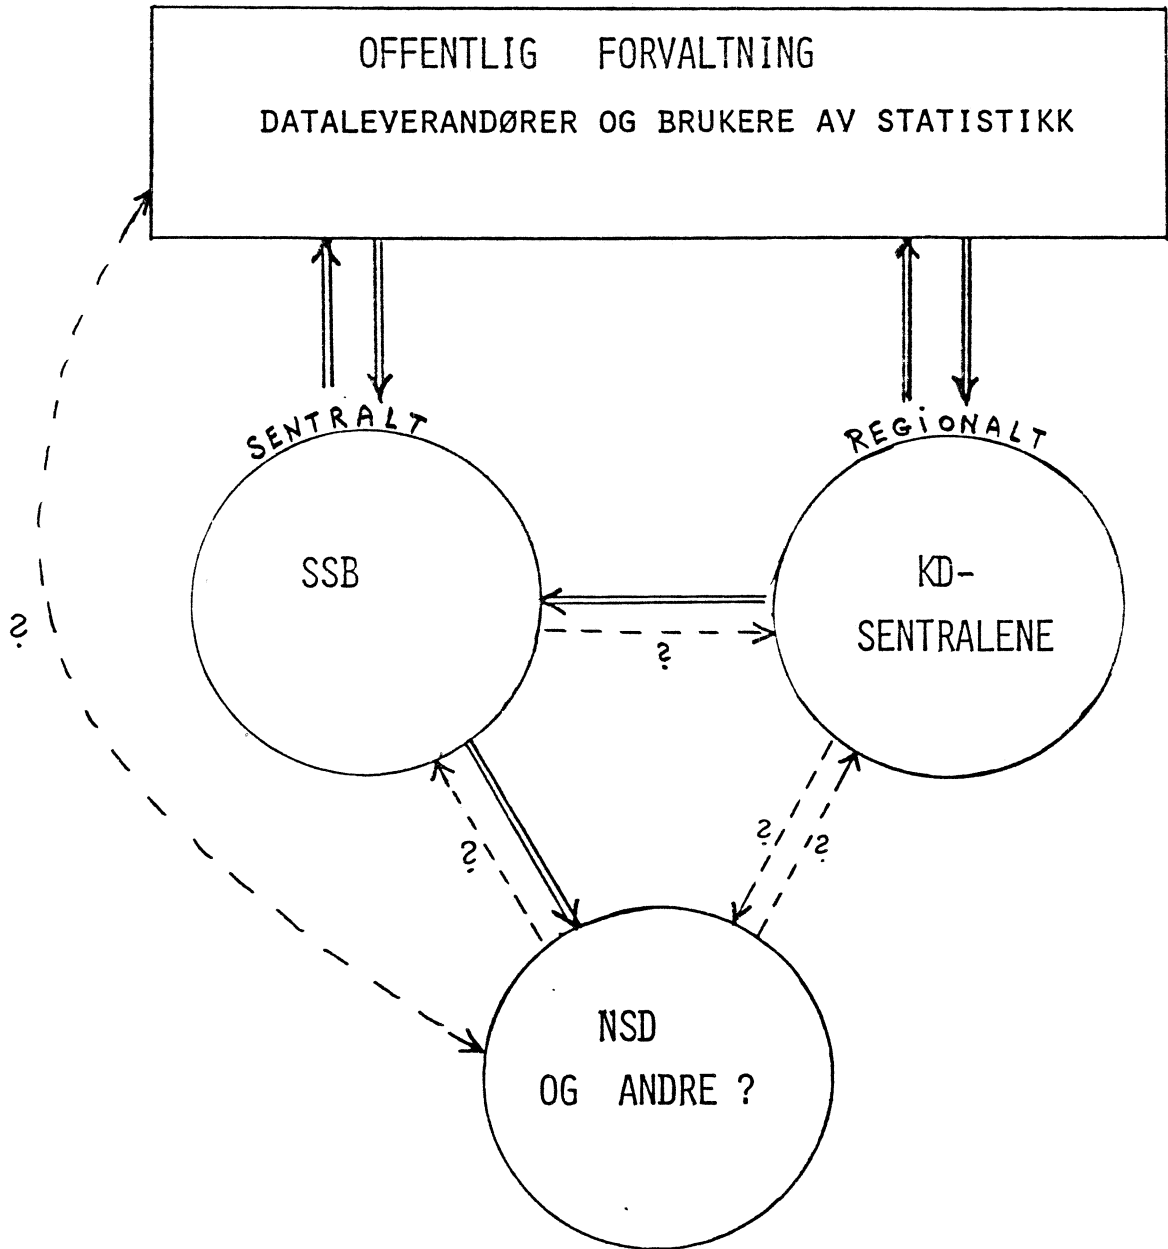 OFFENTLIG FORVALTNING
DATALEVERANDØRER OG BRUKERE AV STATISTIKK
SENTRALT
REGiONALT
SSB
KD-
SENTRALENE
?
?
?
?
?
NSD
OG ANDRE ?